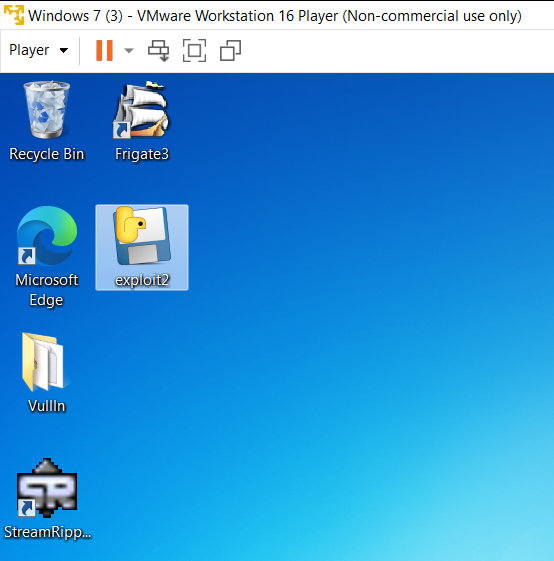 Windows 7 (3) - VMware Workstation 16 Player (Non-commercial use only)
Player
Recycle Bin
Frigate3
Microsoft
Edge
exploit2
Vulln
StreamRipp...